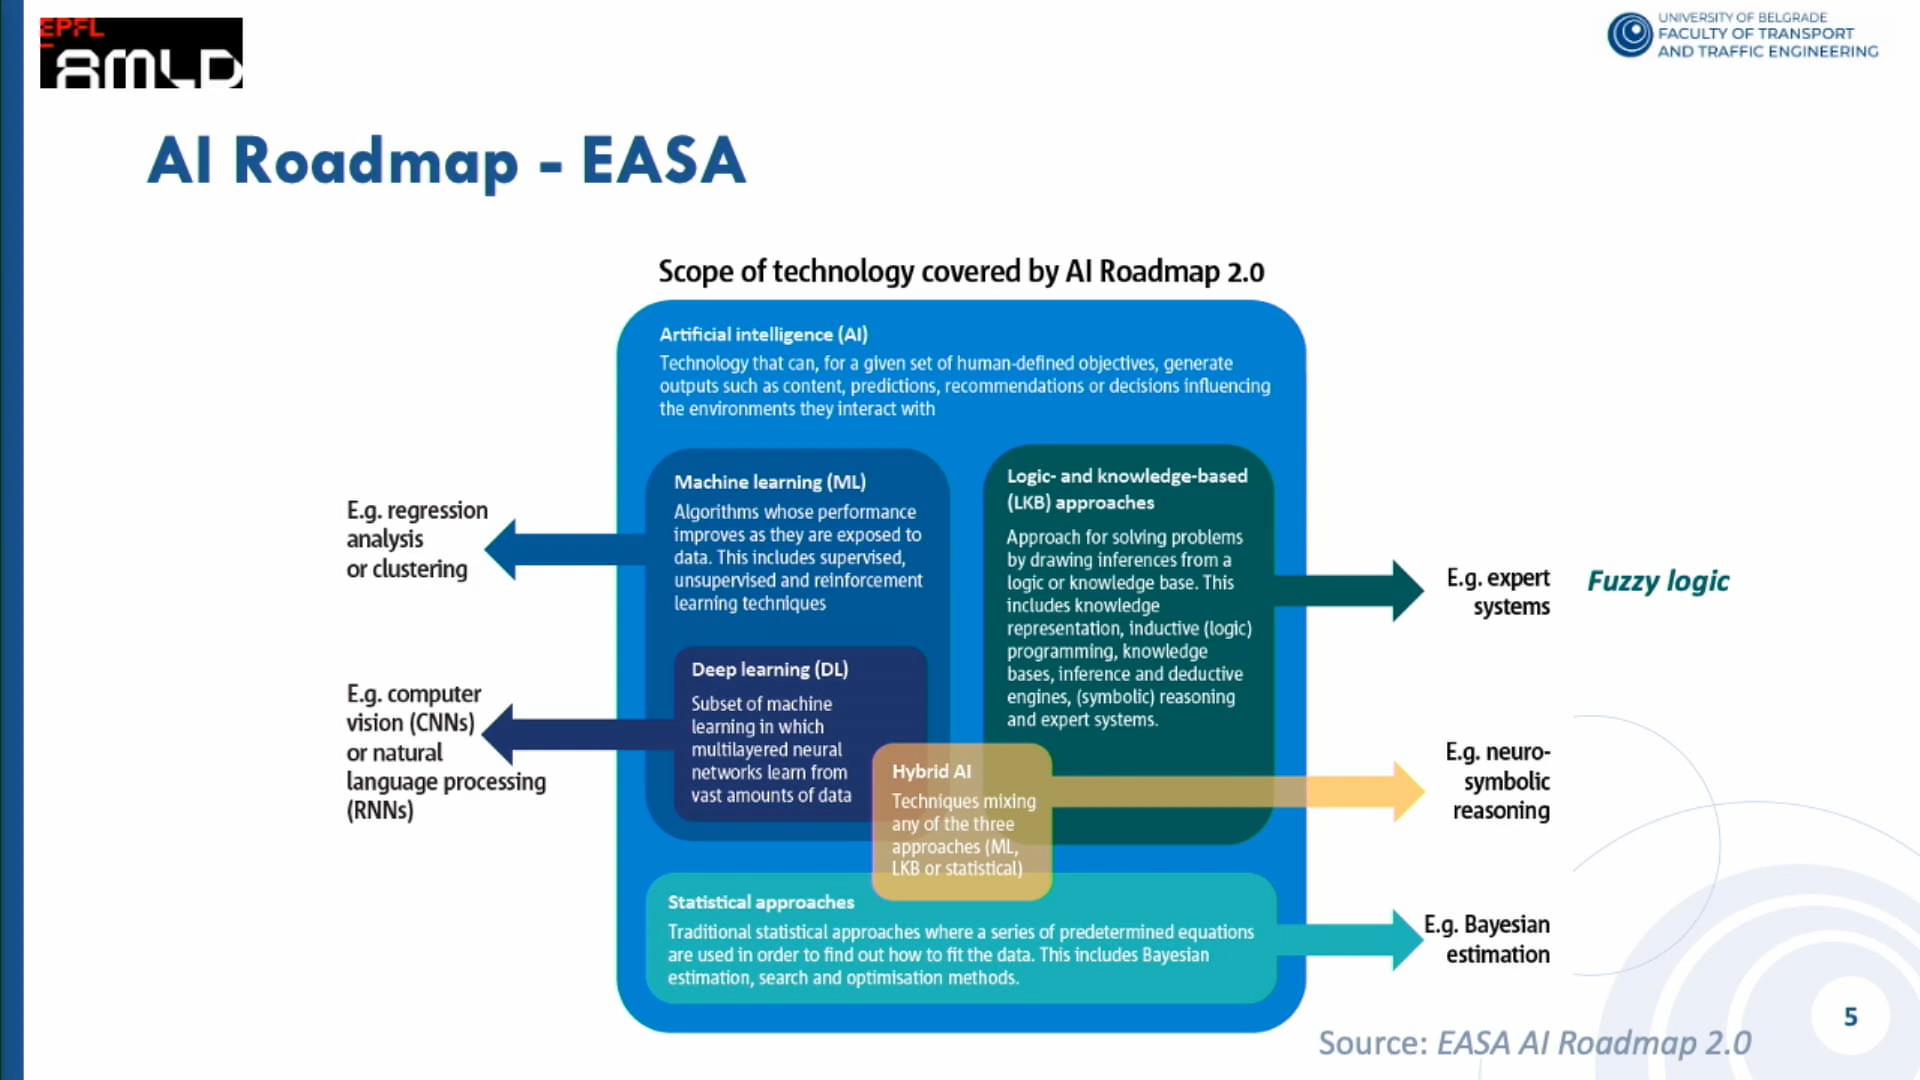 EPFL
AMLD
UNIVERSITY OF BELGRADE
FACULTY OF TRANSPORT
AND TRAFFIC ENGINEERING
AI Roadmap - EASA
Scope of technology covered by AI Roadmap 2.0
Artificial intelligence (AI)
Technology that can, for a given set of human-defined objectives, generate
outputs such as content, predictions, recommendations or decisions influencing
the environments they interact with
E.g. regression
analysis
or clustering
Machine learning (ML)
Algorithms whose performance
improves as they are exposed to
data. This includes supervised,
unsupervised and reinforcement
learning techniques
Logic- and knowledge-based
(LKB) approaches
Approach for solving problems
by drawing inferences from a
logic or knowledge base. This
includes knowledge
representation, inductive (logic)
programming, knowledge
bases, inference and deductive
engines, (symbolic) reasoning
and expert systems.
E.g. expert
systems
Fuzzy logic
E.g. computer
vision (CNNs)
or natural
language processing
(RNNs)
Deep learning (DL)
Subset of machine
learning in which
multilayered neural
networks learn from
vast amounts of data
Hybrid AI
Techniques mixing
any of the three
approaches (ML,
LKB or statistical)
E.g. neuro-
symbolic
reasoning
Statistical approaches
Traditional statistical approaches where a series of predetermined equations
are used in order to find out how to fit the data. This includes Bayesian
estimation, search and optimisation methods.
E.g. Bayesian
estimation
5
Source: EASA AI Roadmap 2.0